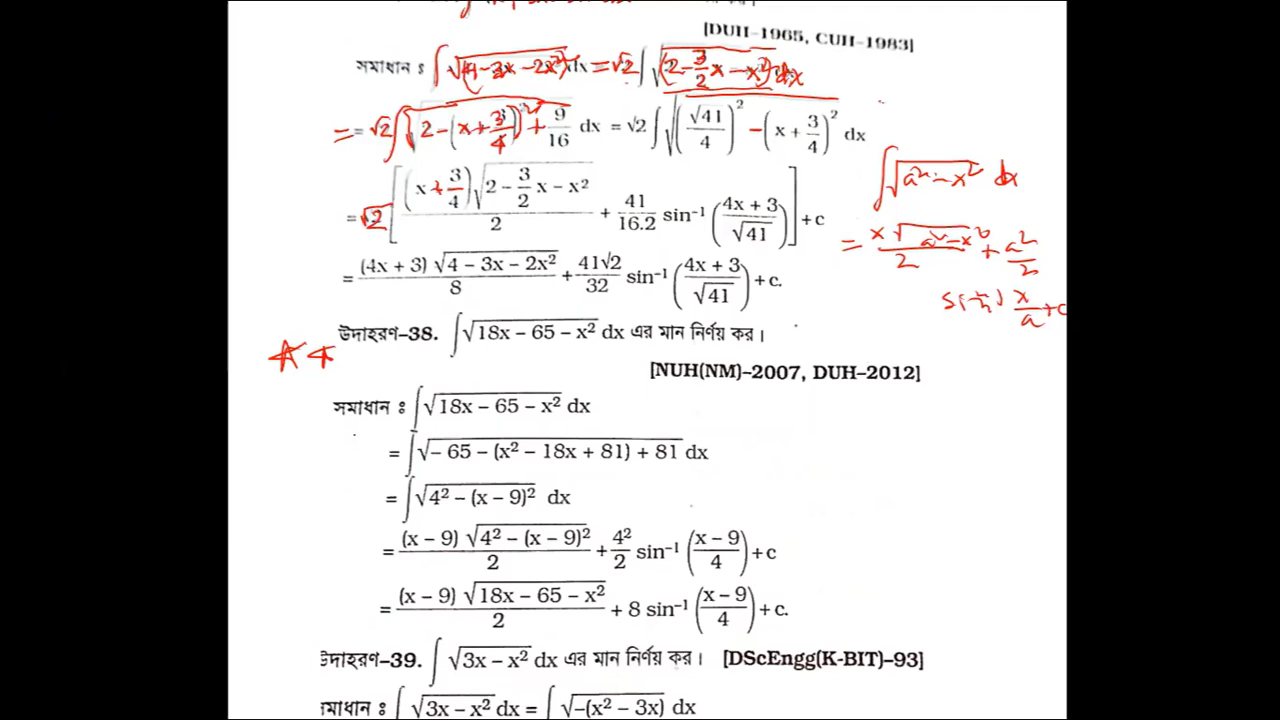 [DUH–1965, CUH–1983]
সমাধান ঃ ∫√(4 – 3x – 2x²) dx = √2 ∫√(2 – 3/2 x – x²) dx
= √2 ∫√(2 – (x + 3/4)² + 9/16) dx = √2 ∫√((√41/4)² – (x + 3/4)²) dx
= √2 [((x + 3/4)√(2 – 3/2 x – x²))/2 + 41/16.2 sin⁻¹ ((4x + 3)/√41)] + c
= ((4x + 3) √(4 – 3x – 2x²))/8 + 41√2/32 sin⁻¹ ((4x + 3)/√41) + c.
∫√(a² – x²) dx
= x√(a² – x²)/2 + a²/2
sin⁻¹ x/a + c
উদাহরণ–38. ∫√(18x – 65 – x²) dx এর মান নির্ণয় কর।
[NUH(NM)–2007, DUH–2012]
সমাধান ঃ ∫√(18x – 65 – x²) dx
= ∫√(– 65 – (x² – 18x + 81) + 81) dx
= ∫√(4² – (x – 9)²) dx
= ((x – 9) √(4² – (x – 9)²))/2 + 4²/2 sin⁻¹ ((x – 9)/4) + c
= ((x – 9) √(18x – 65 – x²))/2 + 8 sin⁻¹ ((x – 9)/4) + c.
উদাহরণ–39. ∫√(3x – x²) dx এর মান নির্ণয় কর। [DScEngg(K-BIT)–93]
সমাধান ঃ ∫√(3x – x²) dx = ∫√(–(x² – 3x)) dx